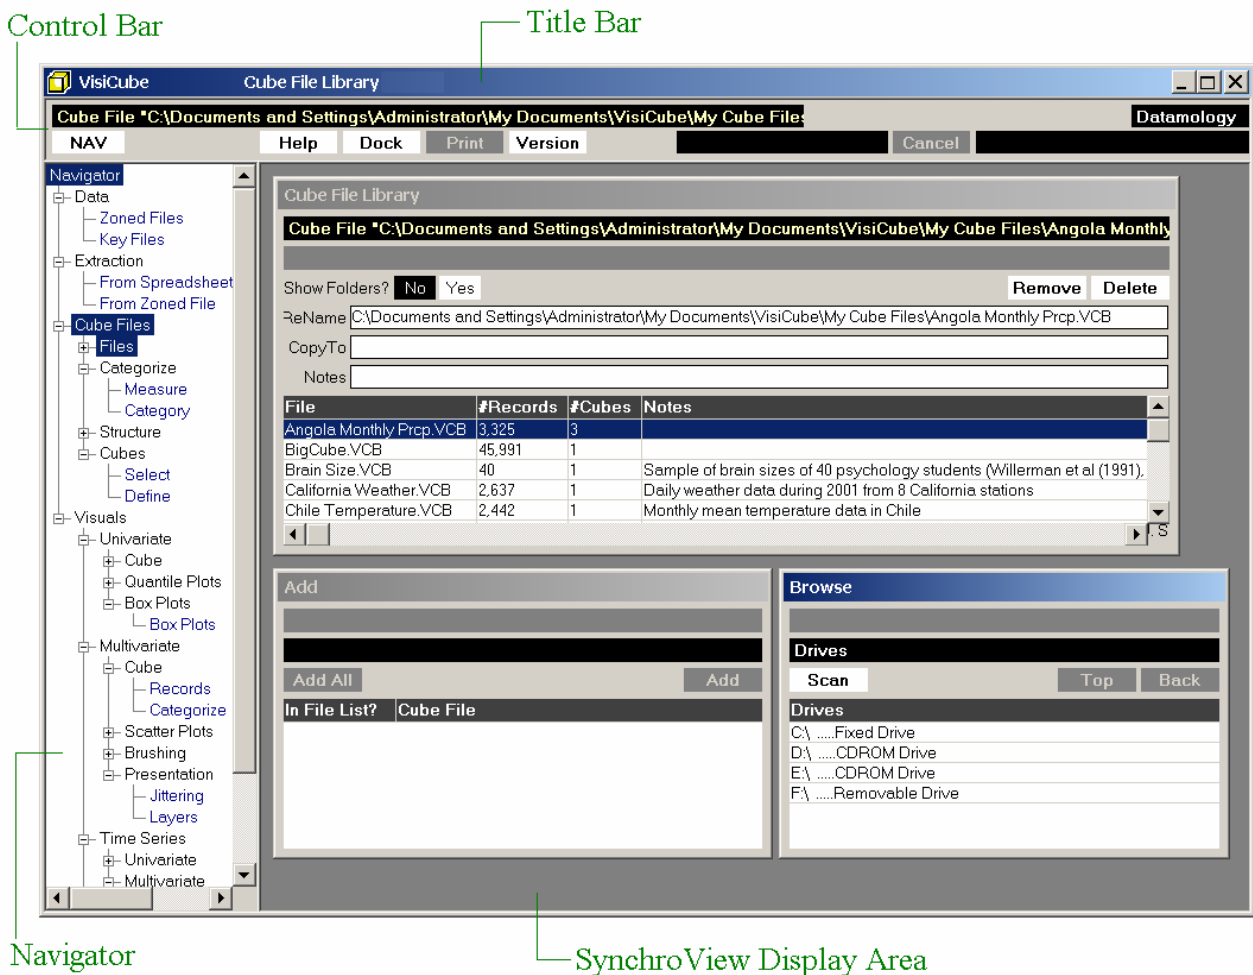 Control Bar
Title Bar
VisiCube Cube File Library
Cube File "C:\Documents and Settings\Administrator\My Documents\VisiCube\My Cube Files
Datamology
NAV Help Dock Print Version Cancel
Navigator
Data
Zoned Files
Key Files
Extraction
From Spreadsheet
From Zoned File
Cube Files
Files
Categorize
Measure
Category
Structure
Cubes
Select
Define
Visuals
Univariate
Cube
Quantile Plots
Box Plots
Box Plots
Multivariate
Cube
Records
Categorize
Scatter Plots
Brushing
Presentation
Jittering
Layers
Time Series
Univariate
Multivariate
Cube File Library
Cube File "C:\Documents and Settings\Administrator\My Documents\VisiCube\My Cube Files\Angola Monthly
Show Folders? No Yes Remove Delete
ReName C:\Documents and Settings\Administrator\My Documents\VisiCube\My Cube Files\Angola Monthly Prcp.VCB
CopyTo
Notes
File #Records #Cubes Notes
Angola Monthly Prcp.VCB 3,325 3
BigCube.VCB 45,991 1
Brain Size.VCB 40 1 Sample of brain sizes of 40 psychology students (Willerman et al (1991),
California Weather.VCB 2,637 1 Daily weather data during 2001 from 8 California stations
Chile Temperature.VCB 2,442 1 Monthly mean temperature data in Chile
. S
Add
Add All Add
In File List? Cube File
Browse
Drives
Scan Top Back
Drives
C:\ .....Fixed Drive
D:\ .....CDROM Drive
E:\ .....CDROM Drive
F:\ .....Removable Drive
Navigator
SynchroView Display Area